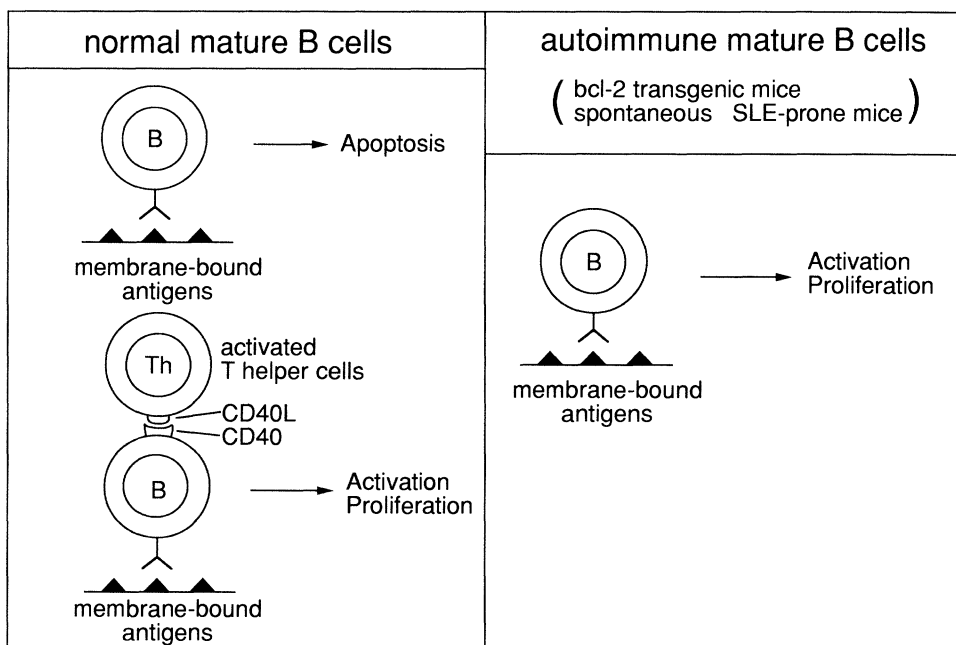 normal mature B cells
B
Apoptosis
membrane-bound
antigens
Th
activated
T helper cells
CD40L
CD40
B
Activation
Proliferation
membrane-bound
antigens
autoimmune mature B cells
( bcl-2 transgenic mice
spontaneous SLE-prone mice )
B
Activation
Proliferation
membrane-bound
antigens